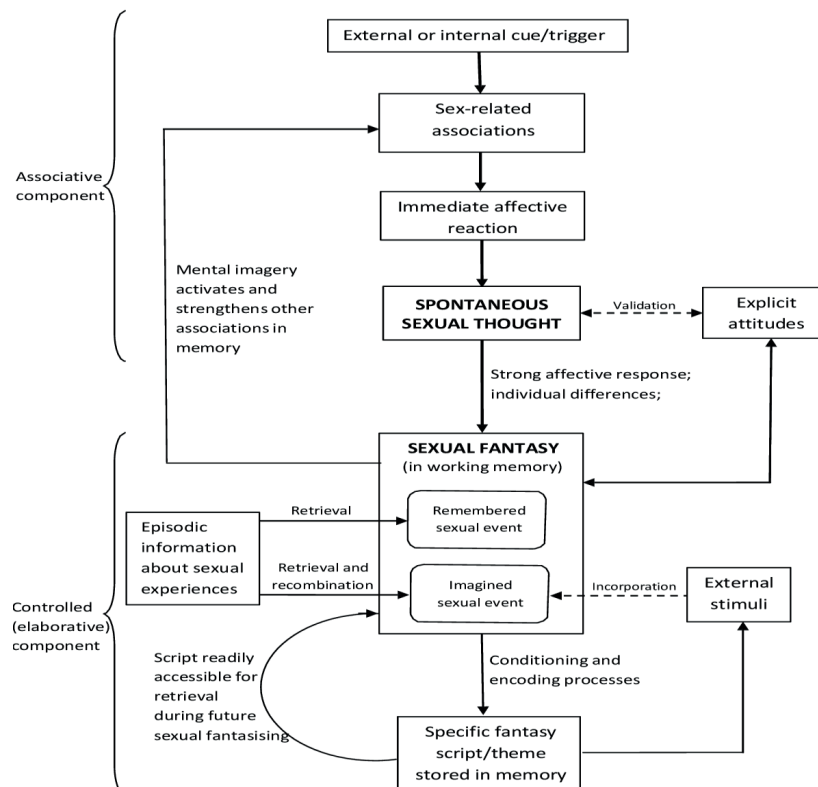 External or internal cue/trigger
Sex-related
associations
Associative
component
Immediate affective
reaction
Mental imagery
activates and
strengthens other
associations in
memory
SPONTANEOUS
SEXUAL THOUGHT
Validation
Explicit
attitudes
Strong affective response;
individual differences;
SEXUAL FANTASY
(in working memory)
Episodic
information
about sexual
experiences
Retrieval
Remembered
sexual event
Retrieval and
recombination
Imagined
sexual event
Incorporation
External
stimuli
Controlled
(elaborative)
component
Script readily
accessible for
retrieval
during future
sexual fantasising
Conditioning and
encoding processes
Specific fantasy
script/theme
stored in memory